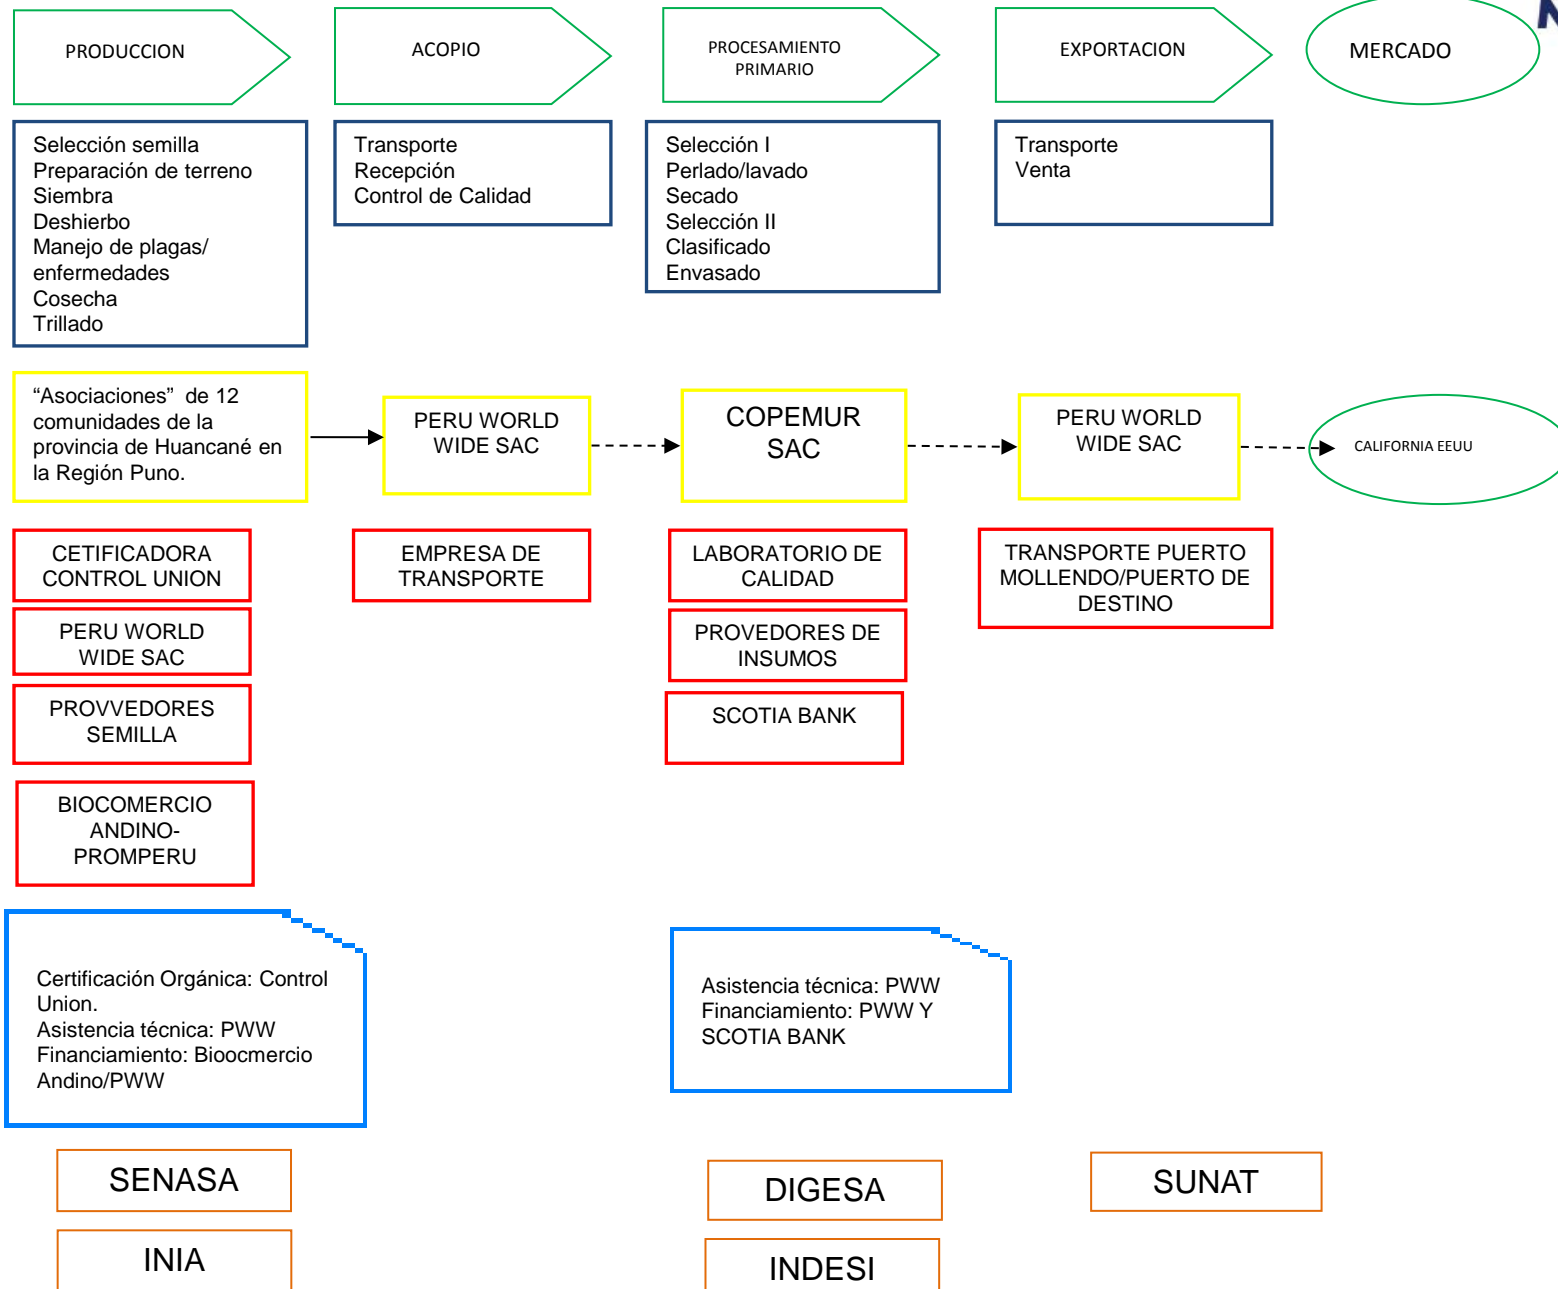 PRODUCCION
ACOPIO
PROCESAMIENTO
PRIMARIO
EXPORTACION
MERCADO
Selección semilla
Preparación de terreno
Siembra
Deshierbo
Manejo de plagas/
enfermedades
Cosecha
Trillado
Transporte
Recepción
Control de Calidad
Selección I
Perlado/lavado
Secado
Selección II
Clasificado
Envasado
Transporte
Venta
“Asociaciones” de 12
comunidades de la
provincia de Huancané en
la Región Puno.
PERU WORLD
WIDE SAC
COPEMUR
SAC
PERU WORLD
WIDE SAC
CALIFORNIA EEUU
CETIFICADORA
CONTROL UNION
EMPRESA DE
TRANSPORTE
LABORATORIO DE
CALIDAD
TRANSPORTE PUERTO
MOLLENDO/PUERTO DE
DESTINO
PERU WORLD
WIDE SAC
PROVEDORES DE
INSUMOS
PROVVEDORES
SEMILLA
SCOTIA BANK
BIOCOMERCIO
ANDINO-
PROMPERU
Certificación Orgánica: Control
Union.
Asistencia técnica: PWW
Financiamiento: Bioocmercio
Andino/PWW
Asistencia técnica: PWW
Financiamiento: PWW Y
SCOTIA BANK
SENASA
DIGESA
SUNAT
INIA
INDESI